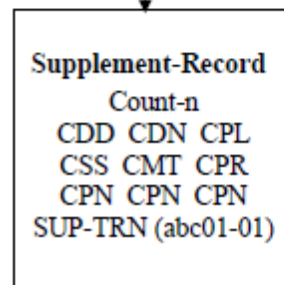 Supplement-Record
Count-n
CDD CDN CPL
CSS CMT CPR
CPN CPN CPN
SUP-TRN (abc01-01)